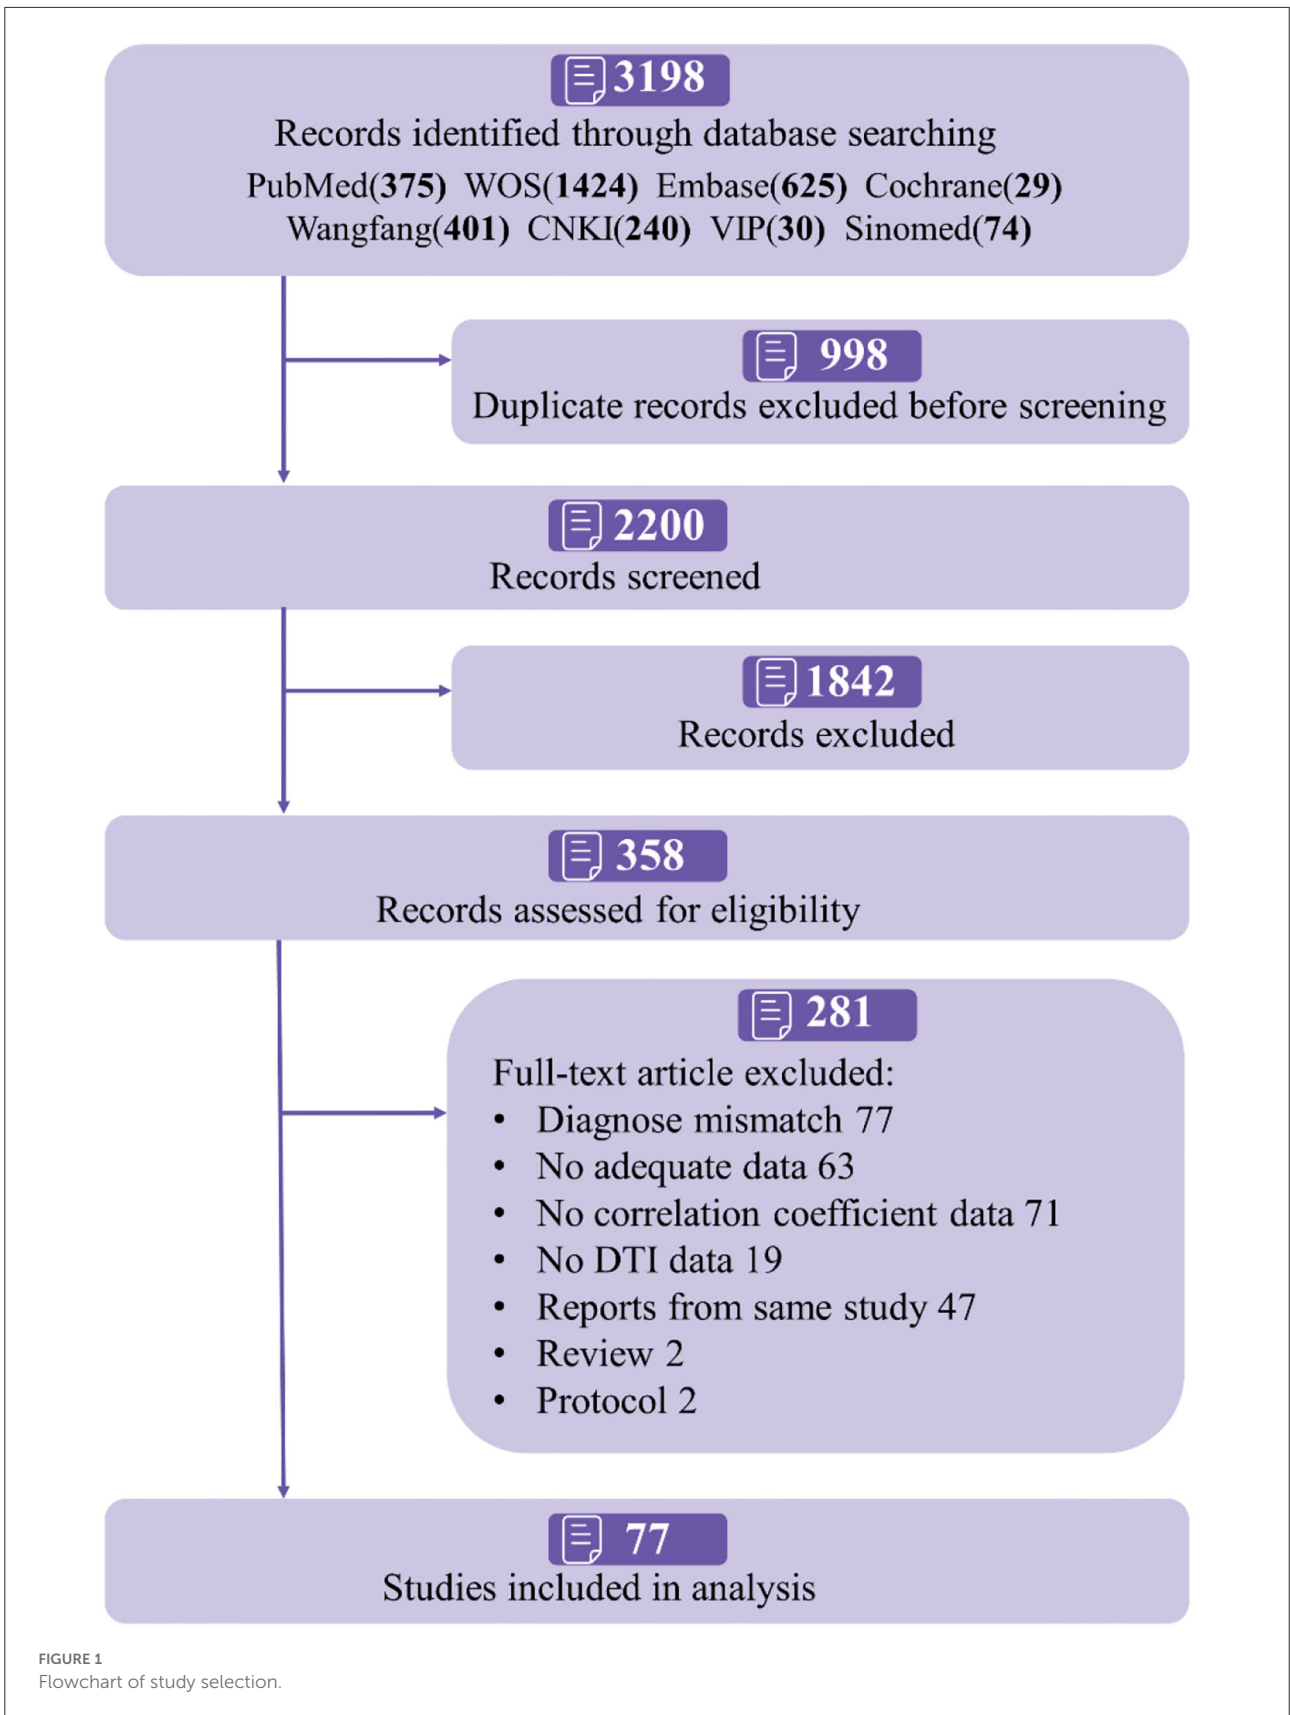 3198
Records identified through database searching
PubMed(375) WOS(1424) Embase(625) Cochrane(29)
Wangfang(401) CNKI(240) VIP(30) Sinomed(74)
998
Duplicate records excluded before screening
2200
Records screened
1842
Records excluded
358
Records assessed for eligibility
281
Full-text article excluded:
• Diagnose mismatch 77
• No adequate data 63
• No correlation coefficient data 71
• No DTI data 19
• Reports from same study 47
• Review 2
• Protocol 2
77
Studies included in analysis
FIGURE 1
Flowchart of study selection.